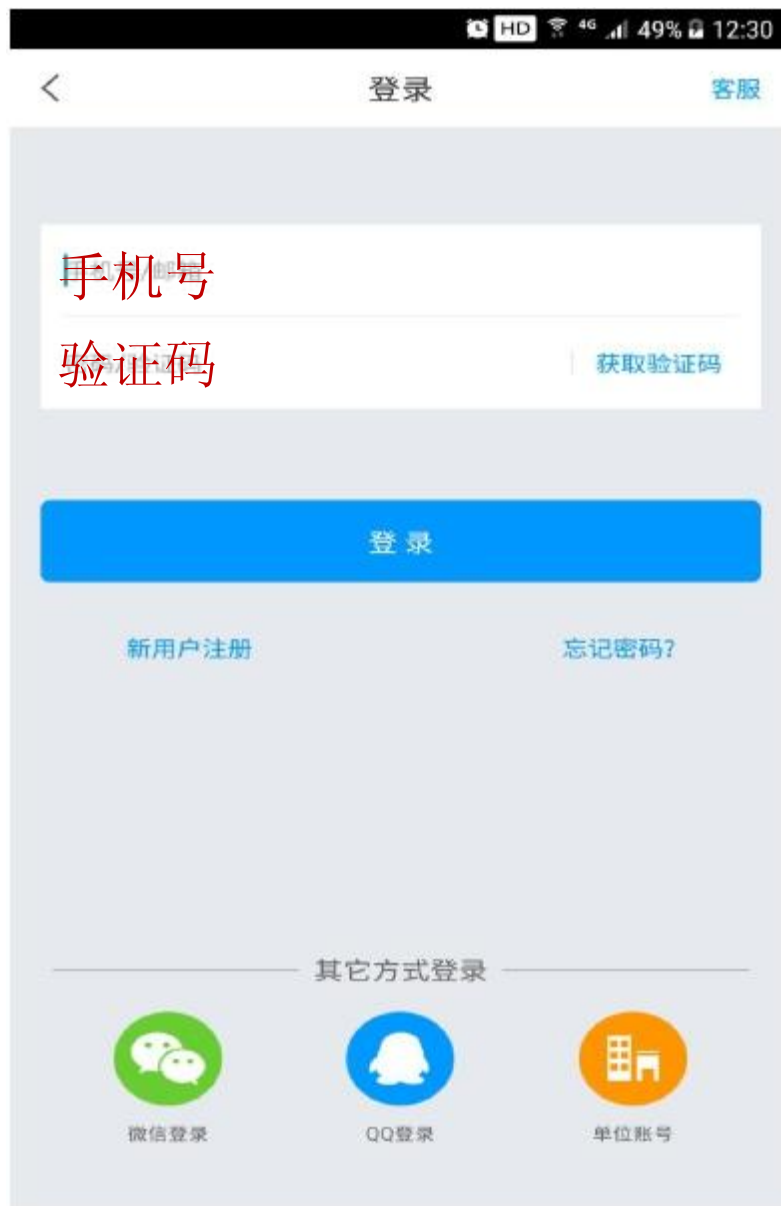 HD 4G 49% 12:30
登录 客服
手机号
验证码 获取验证码
登 录
新用户注册 忘记密码?
其它方式登录
微信登录 QQ登录 单位账号